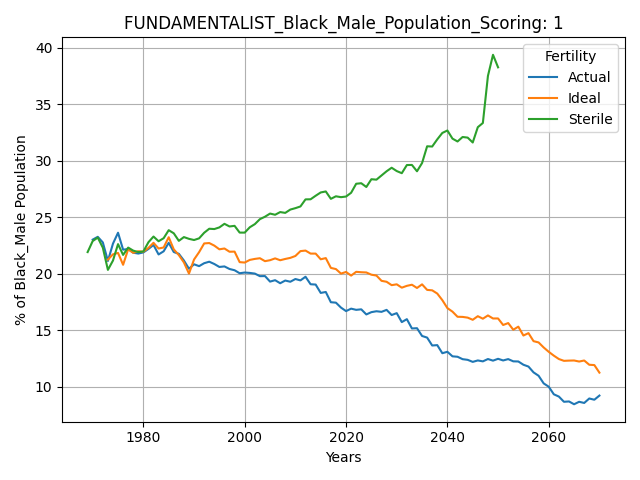 FUNDAMENTALIST_Black_Male_Population_Scoring: 1
% of Black_Male Population
40
35
30
25
20
15
10
Fertility
Actual
Ideal
Sterile
1980
2000
2020
2040
2060
Years